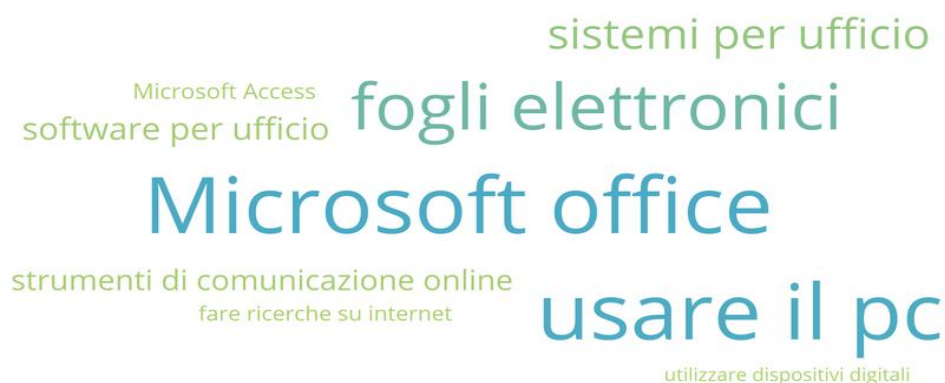 sistemi per ufficio
Microsoft Access
fogli elettronici
software per ufficio
Microsoft office
strumenti di comunicazione online
usare il pc
fare ricerche su internet
utilizzare dispositivi digitali